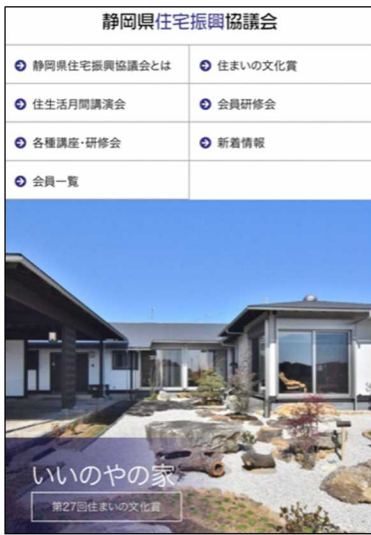 静岡県住宅振興協議会
静岡県住宅振興協議会とは
住まいの文化賞
住生活月間講演会
会員研修会
各種講座・研修会
新着情報
会員一覧
いいのやの家
第27回住まいの文化賞